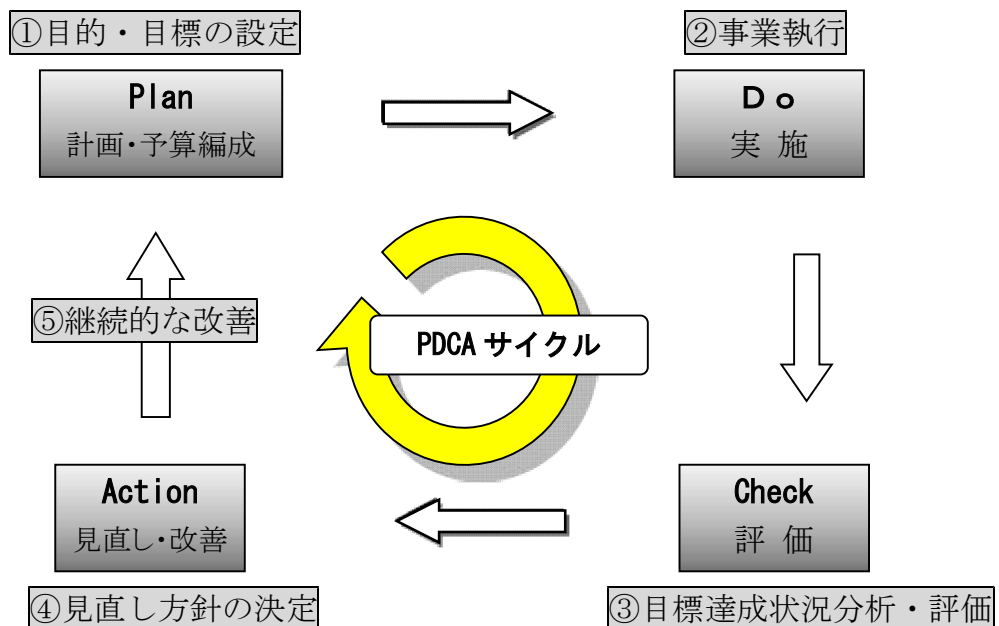 ①目的・目標の設定
②事業執行
Plan
計画・予算編成
Ｄｏ
実 施
⑤継続的な改善
PDCA サイクル
Action
見直し・改善
Check
評 価
④見直し方針の決定
③目標達成状況分析・評価